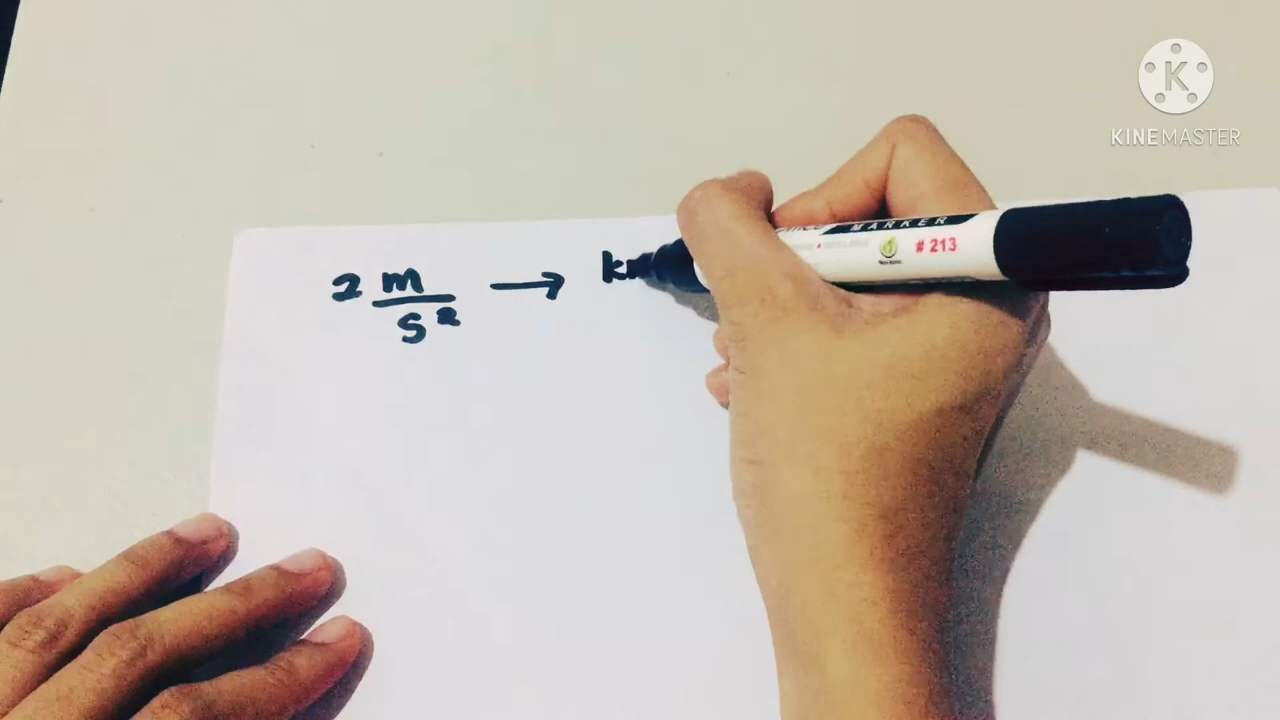 KINEMASTER
MARKER
# 213
2 m → k
s²